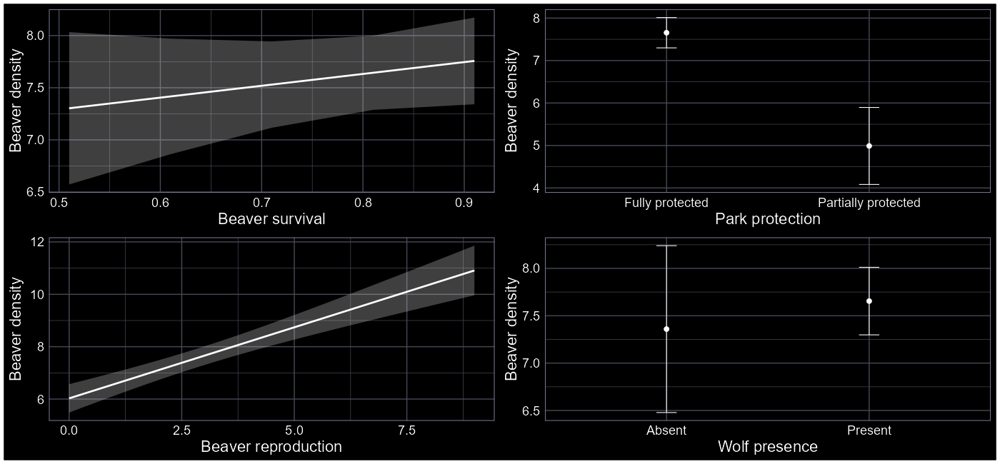 Beaver density
8.0
7.5
7.0
6.5
0.5 0.6 0.7 0.8 0.9
Beaver survival
Beaver density
8
7
6
5
4
Fully protected Partially protected
Park protection
Beaver density
12
10
8
6
0.0 2.5 5.0 7.5
Beaver reproduction
Beaver density
8.0
7.5
7.0
6.5
Absent Present
Wolf presence